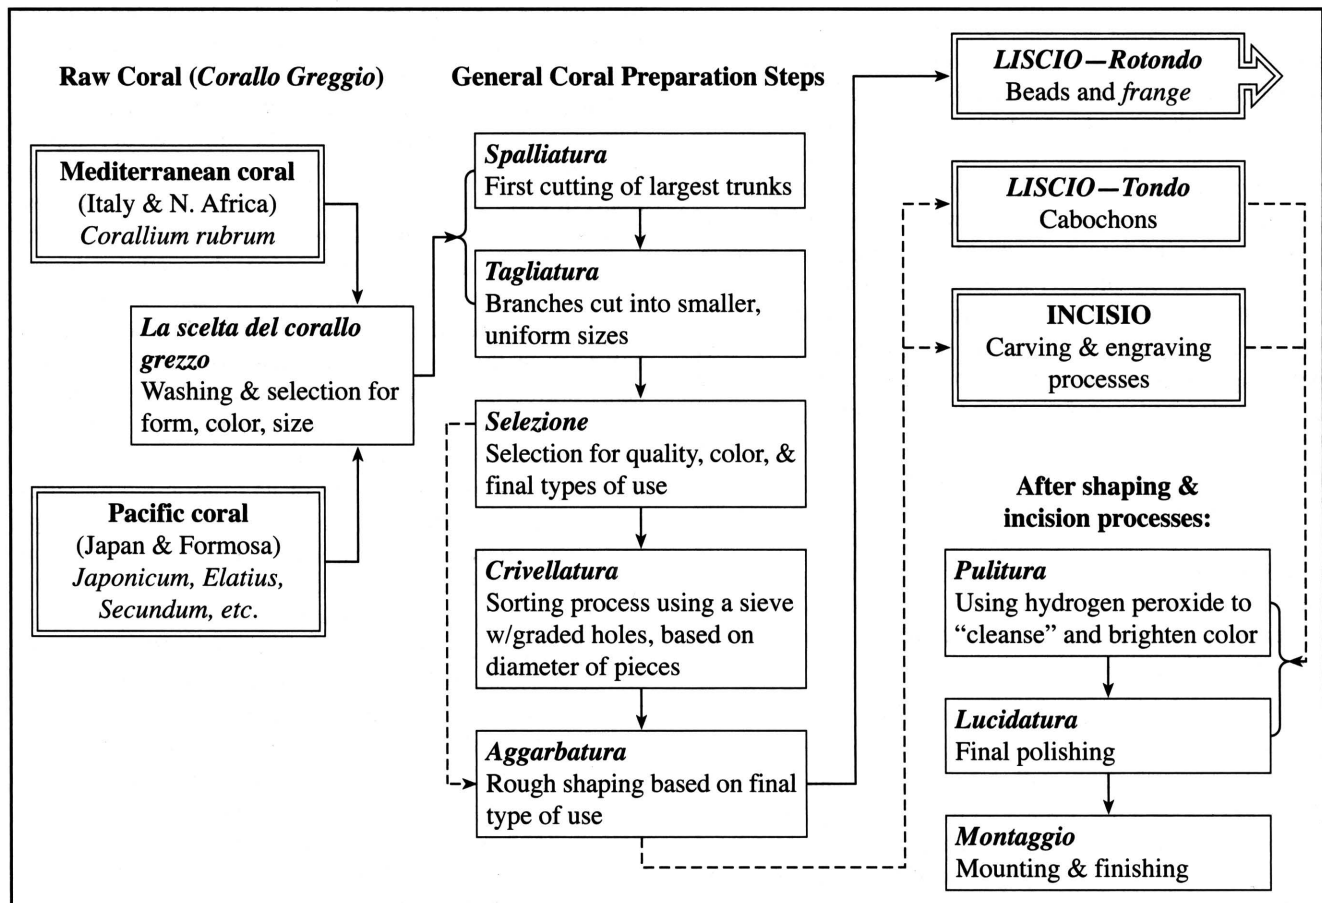 Raw Coral (Corallo Greggio)
Mediterranean coral
(Italy & N. Africa)
Corallium rubrum
La scelta del corallo
grezzo
Washing & selection for
form, color, size
Pacific coral
(Japan & Formosa)
Japonicum, Elatius,
Secundum, etc.
General Coral Preparation Steps
Spalliatura
First cutting of largest trunks
Tagliatura
Branches cut into smaller,
uniform sizes
Selezione
Selection for quality, color, &
final types of use
Crivellatura
Sorting process using a sieve
w/graded holes, based on
diameter of pieces
Aggarbatura
Rough shaping based on final
type of use
LISCIO—Rotondo
Beads and frange
LISCIO—Tondo
Cabochons
INCISIO
Carving & engraving
processes
After shaping &
incision processes:
Pulitura
Using hydrogen peroxide to
“cleanse” and brighten color
Lucidatura
Final polishing
Montaggio
Mounting & finishing